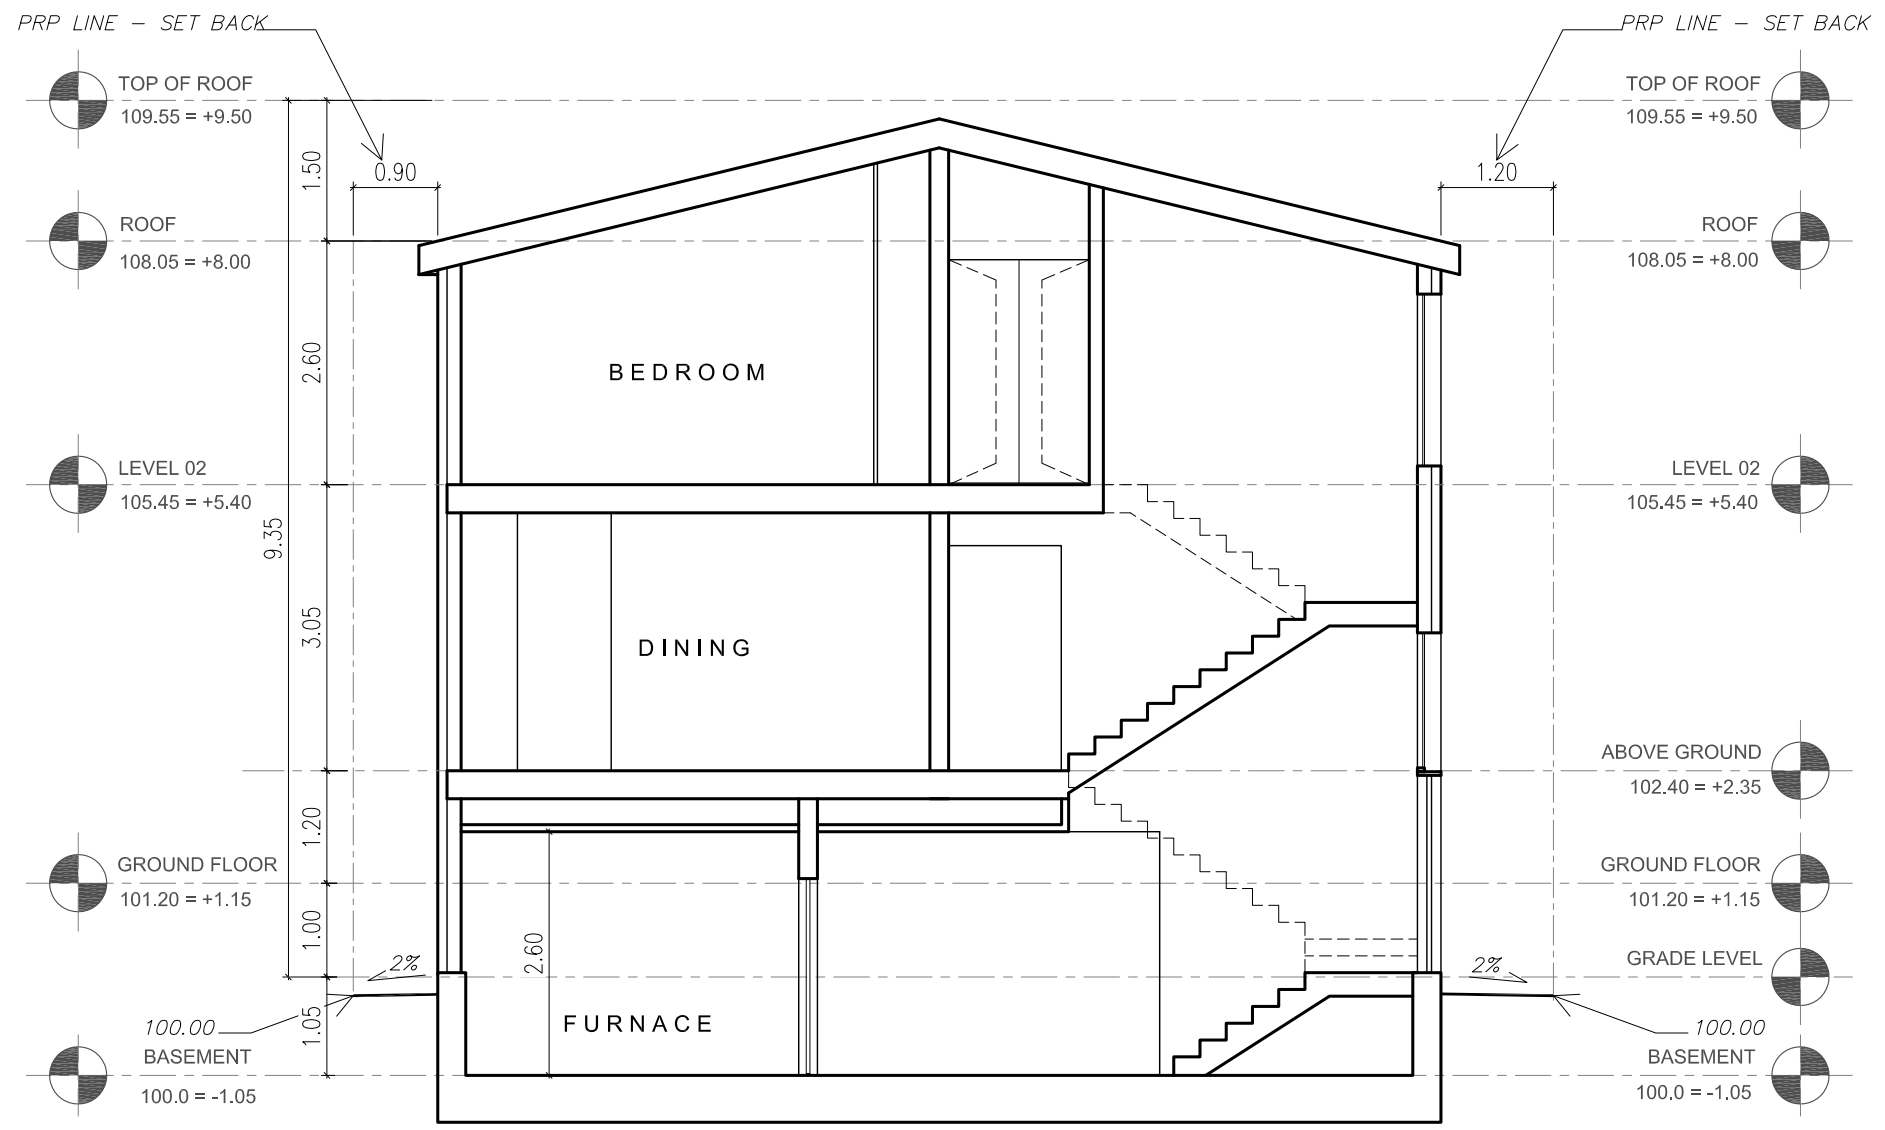 PRP LINE – SET BACK
PRP LINE – SET BACK
TOP OF ROOF
109.55 = +9.50
TOP OF ROOF
109.55 = +9.50
1.50
0.90
1.20
ROOF
108.05 = +8.00
ROOF
108.05 = +8.00
2.60
BEDROOM
LEVEL 02
105.45 = +5.40
LEVEL 02
105.45 = +5.40
9.35
3.05
DINING
ABOVE GROUND
102.40 = +2.35
1.20
GROUND FLOOR
101.20 = +1.15
GROUND FLOOR
101.20 = +1.15
1.00
2.60
2%
2%
GRADE LEVEL
1.05
FURNACE
100.00
100.00
BASEMENT
100.0 = -1.05
BASEMENT
100.0 = -1.05